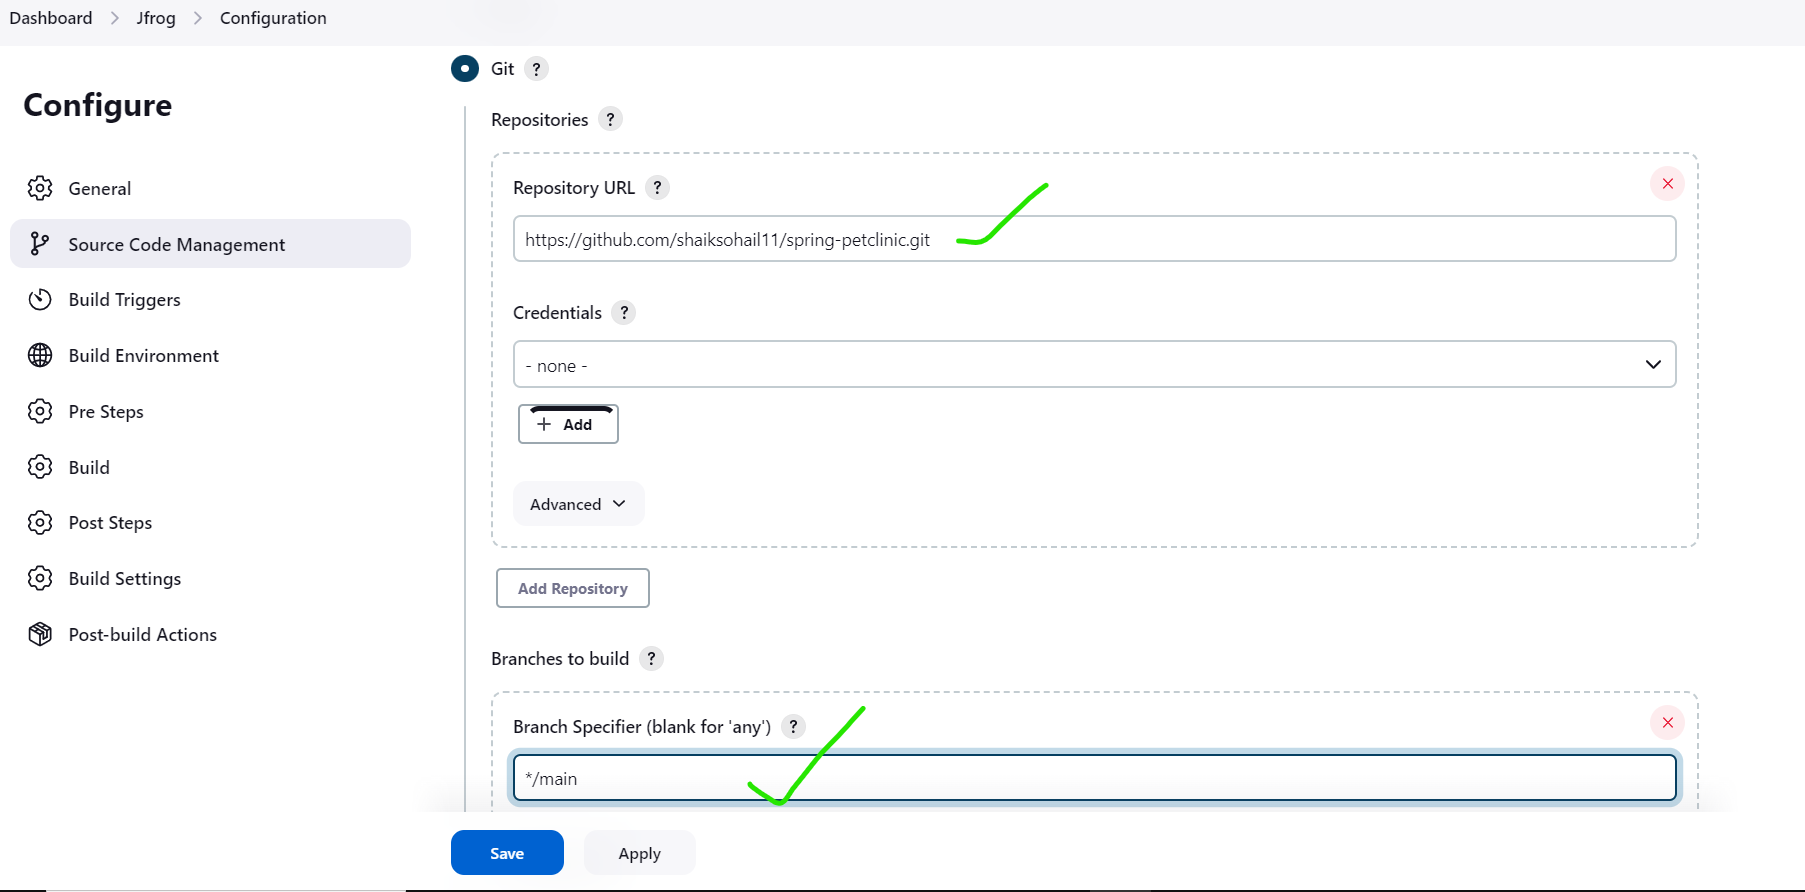 Dashboard > Jfrog > Configuration
Configure
General
Source Code Management
Build Triggers
Build Environment
Pre Steps
Build
Post Steps
Build Settings
Post-build Actions
Git ?
Repositories ?
Repository URL ?
https://github.com/shaiksohail11/spring-petclinic.git
Credentials ?
- none -
+ Add
Advanced
Add Repository
Branches to build ?
Branch Specifier (blank for 'any') ?
*/main
Save Apply